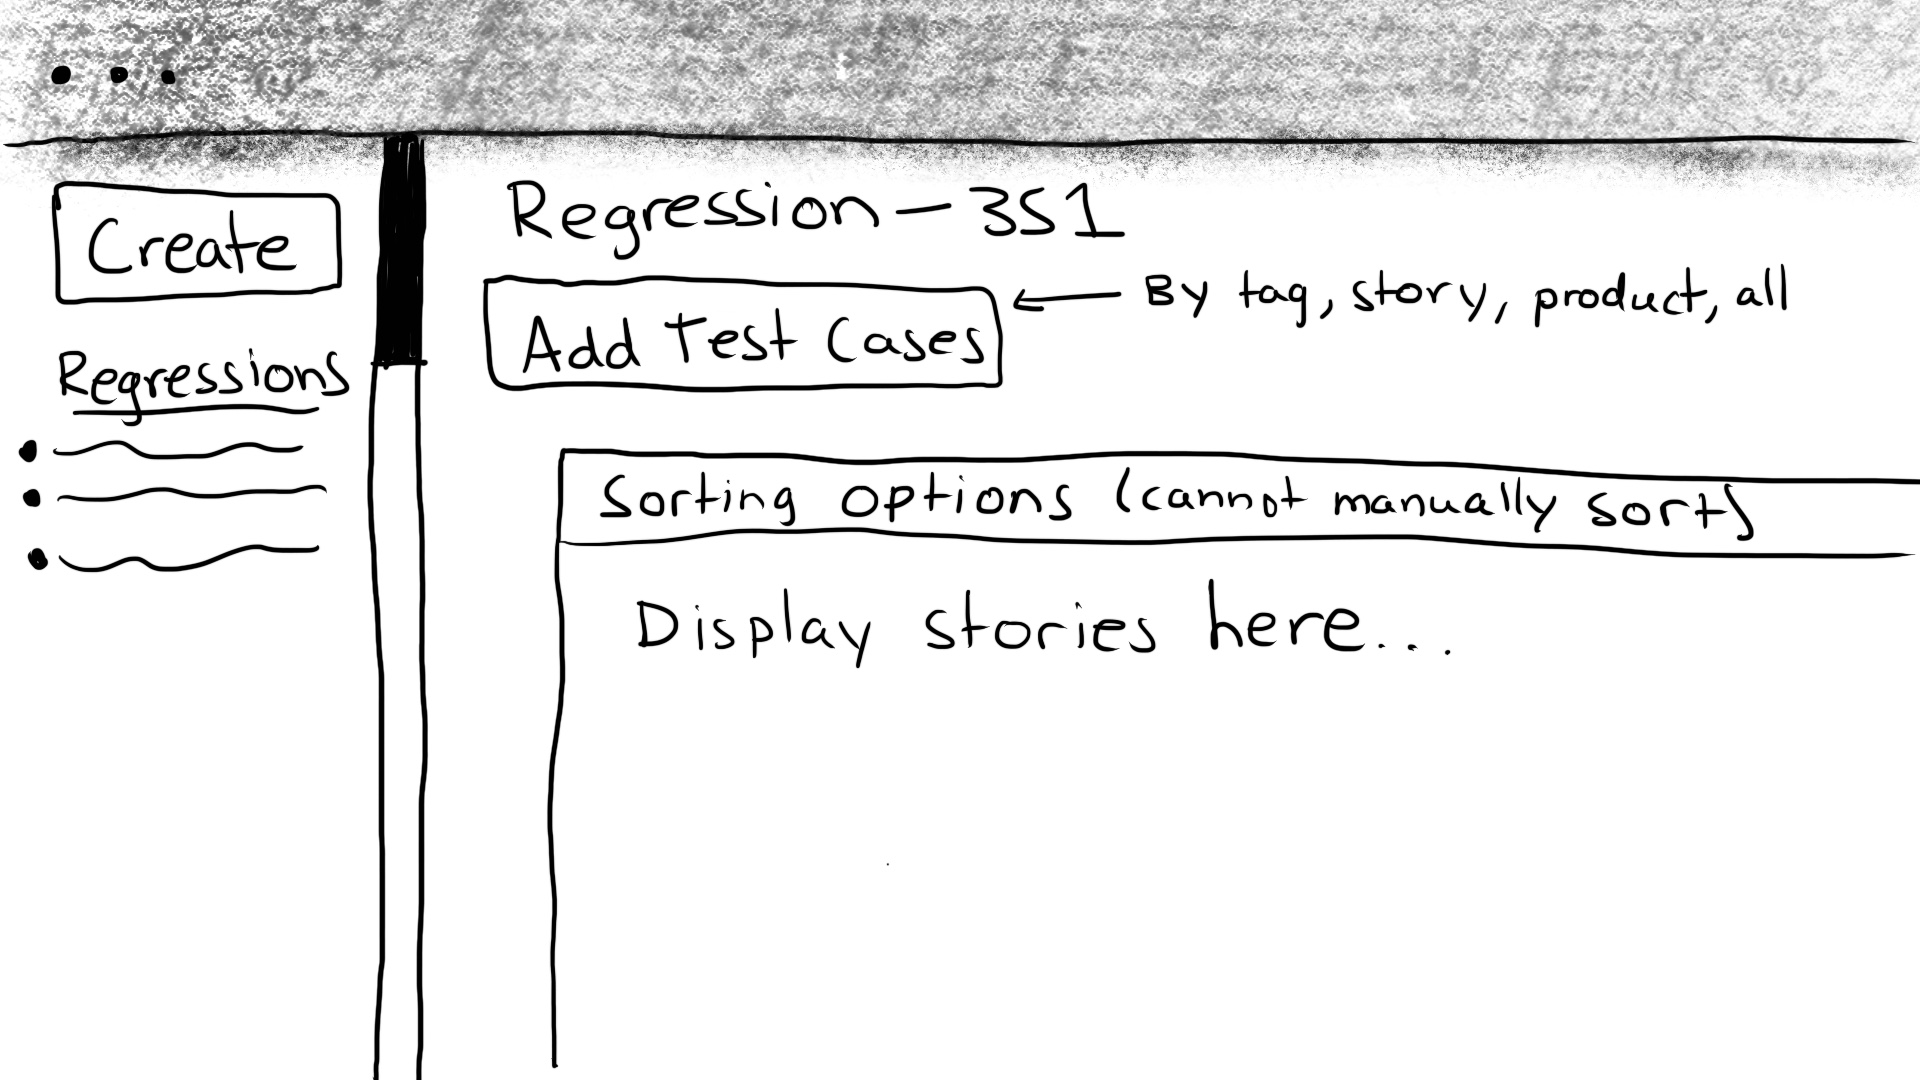 Create
Regressions
Regression - 351
Add Test Cases
By tag, story, product, all
Sorting options (cannot manually sort)
Display stories here...